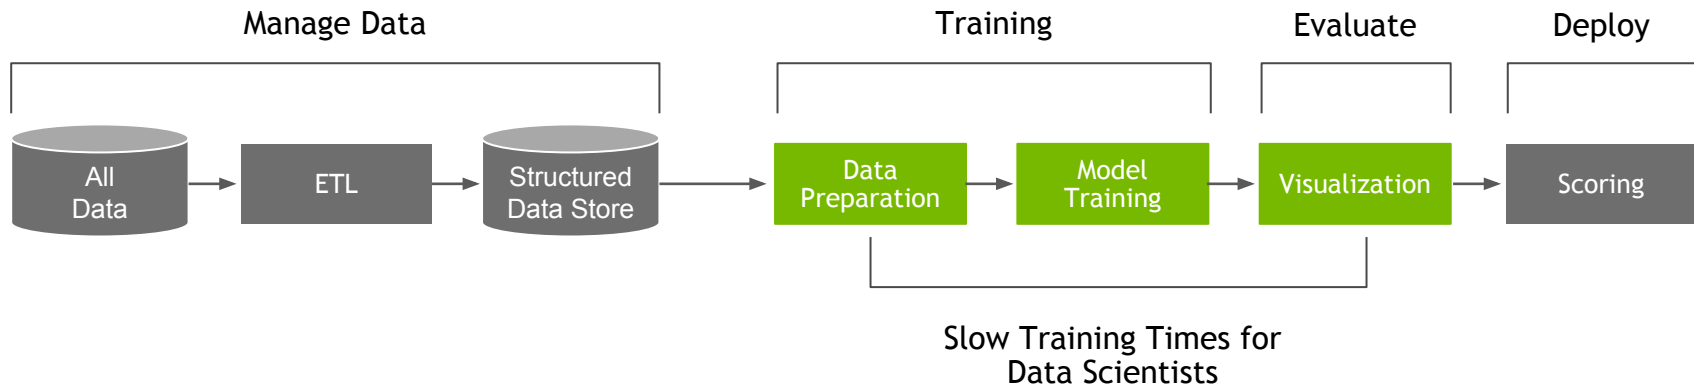 Manage Data
Training
Evaluate
Deploy
All
Data
ETL
Structured
Data Store
Data
Preparation
Model
Training
Visualization
Scoring
Slow Training Times for
Data Scientists